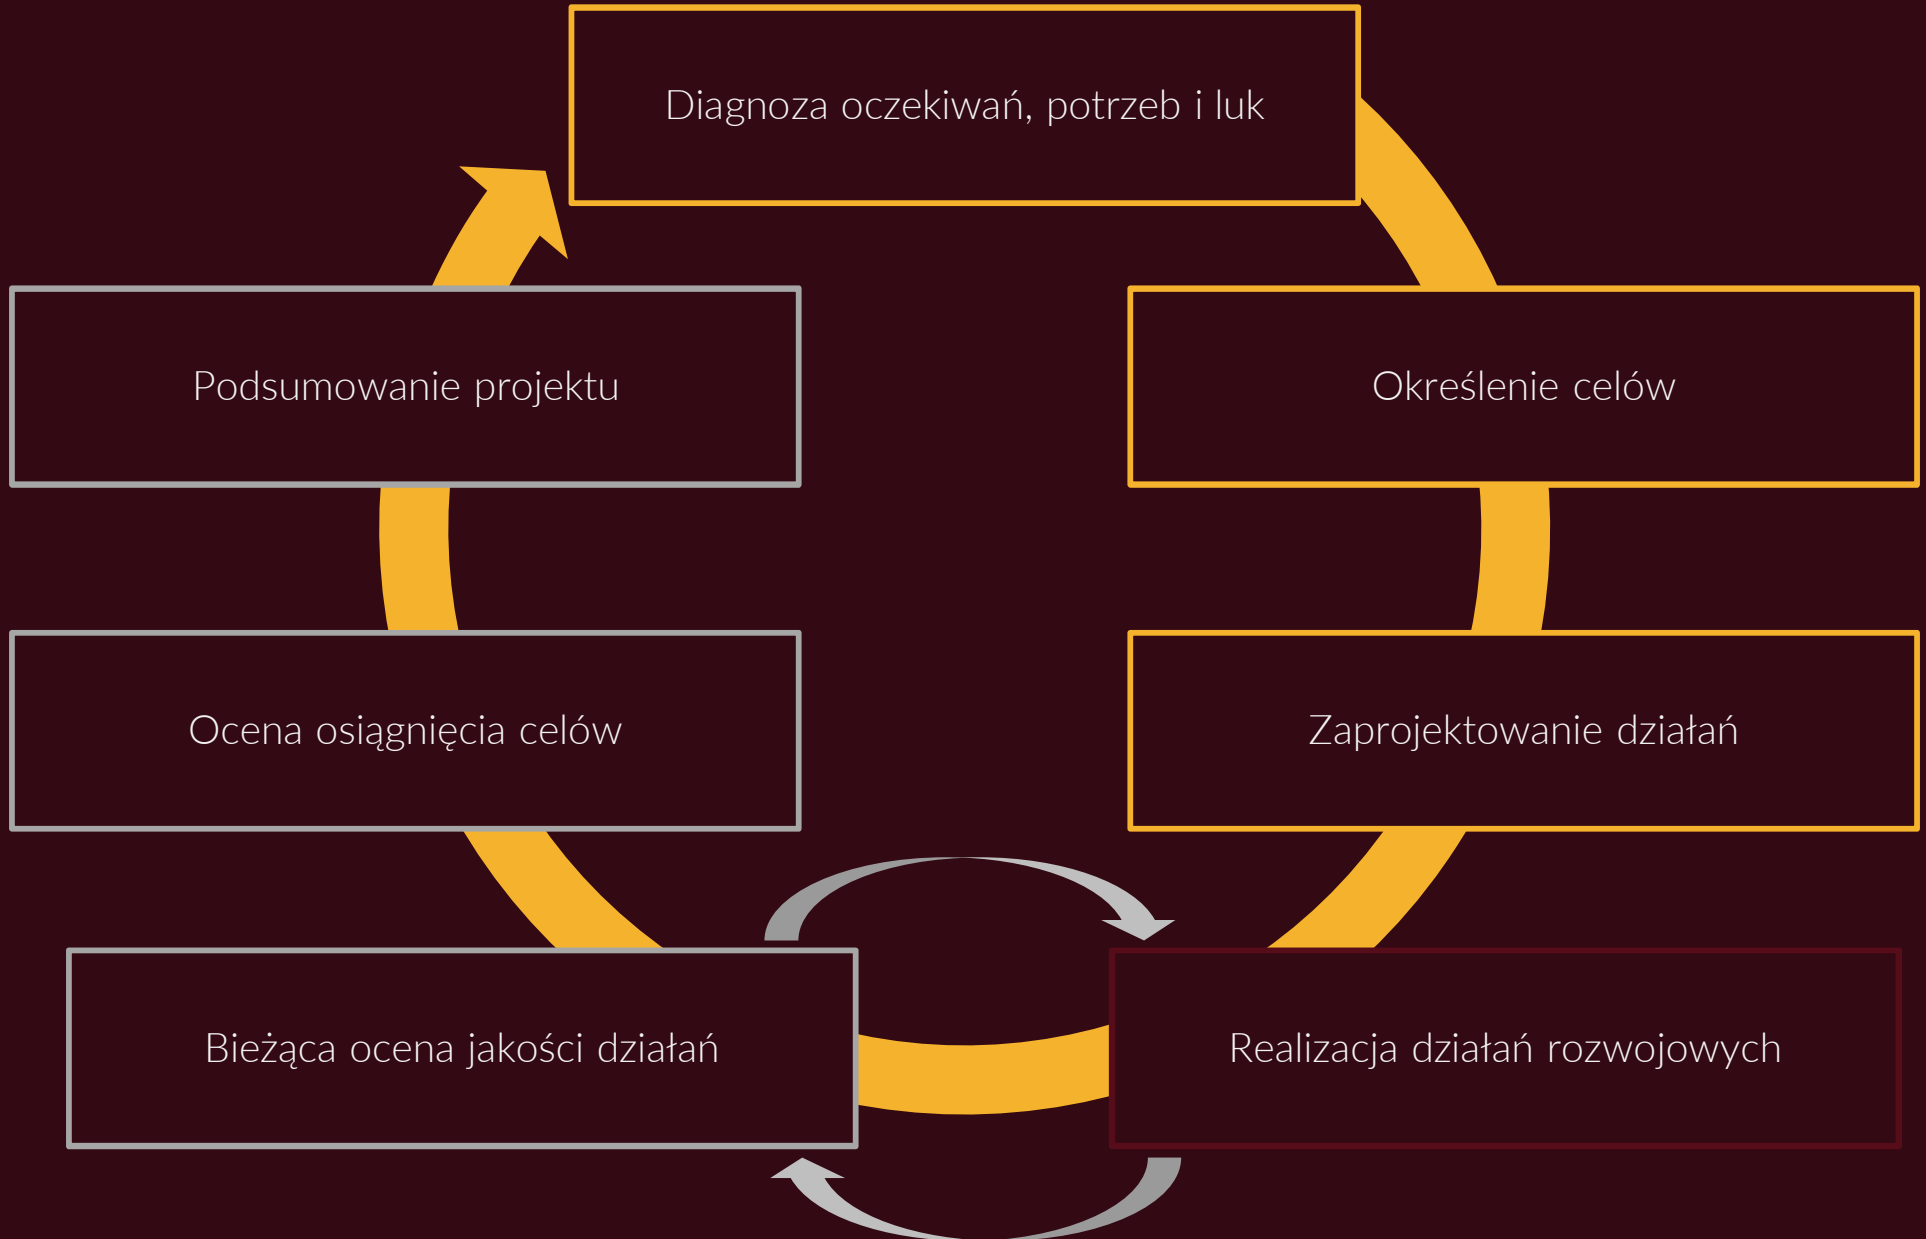 Diagnoza oczekiwań, potrzeb i luk
Podsumowanie projektu
Określenie celów
Ocena osiągnięcia celów
Zaprojektowanie działań
Bieżąca ocena jakości działań
Realizacja działań rozwojowych